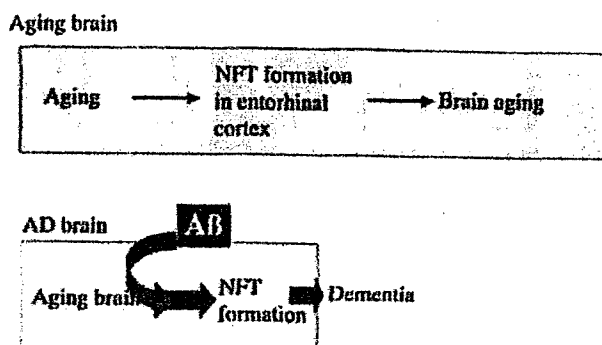 Aging brain
Aging
NFT formation
in entorhinal
cortex
Brain aging
AD brain
Aβ
Aging brain
NFT
formation
Dementia